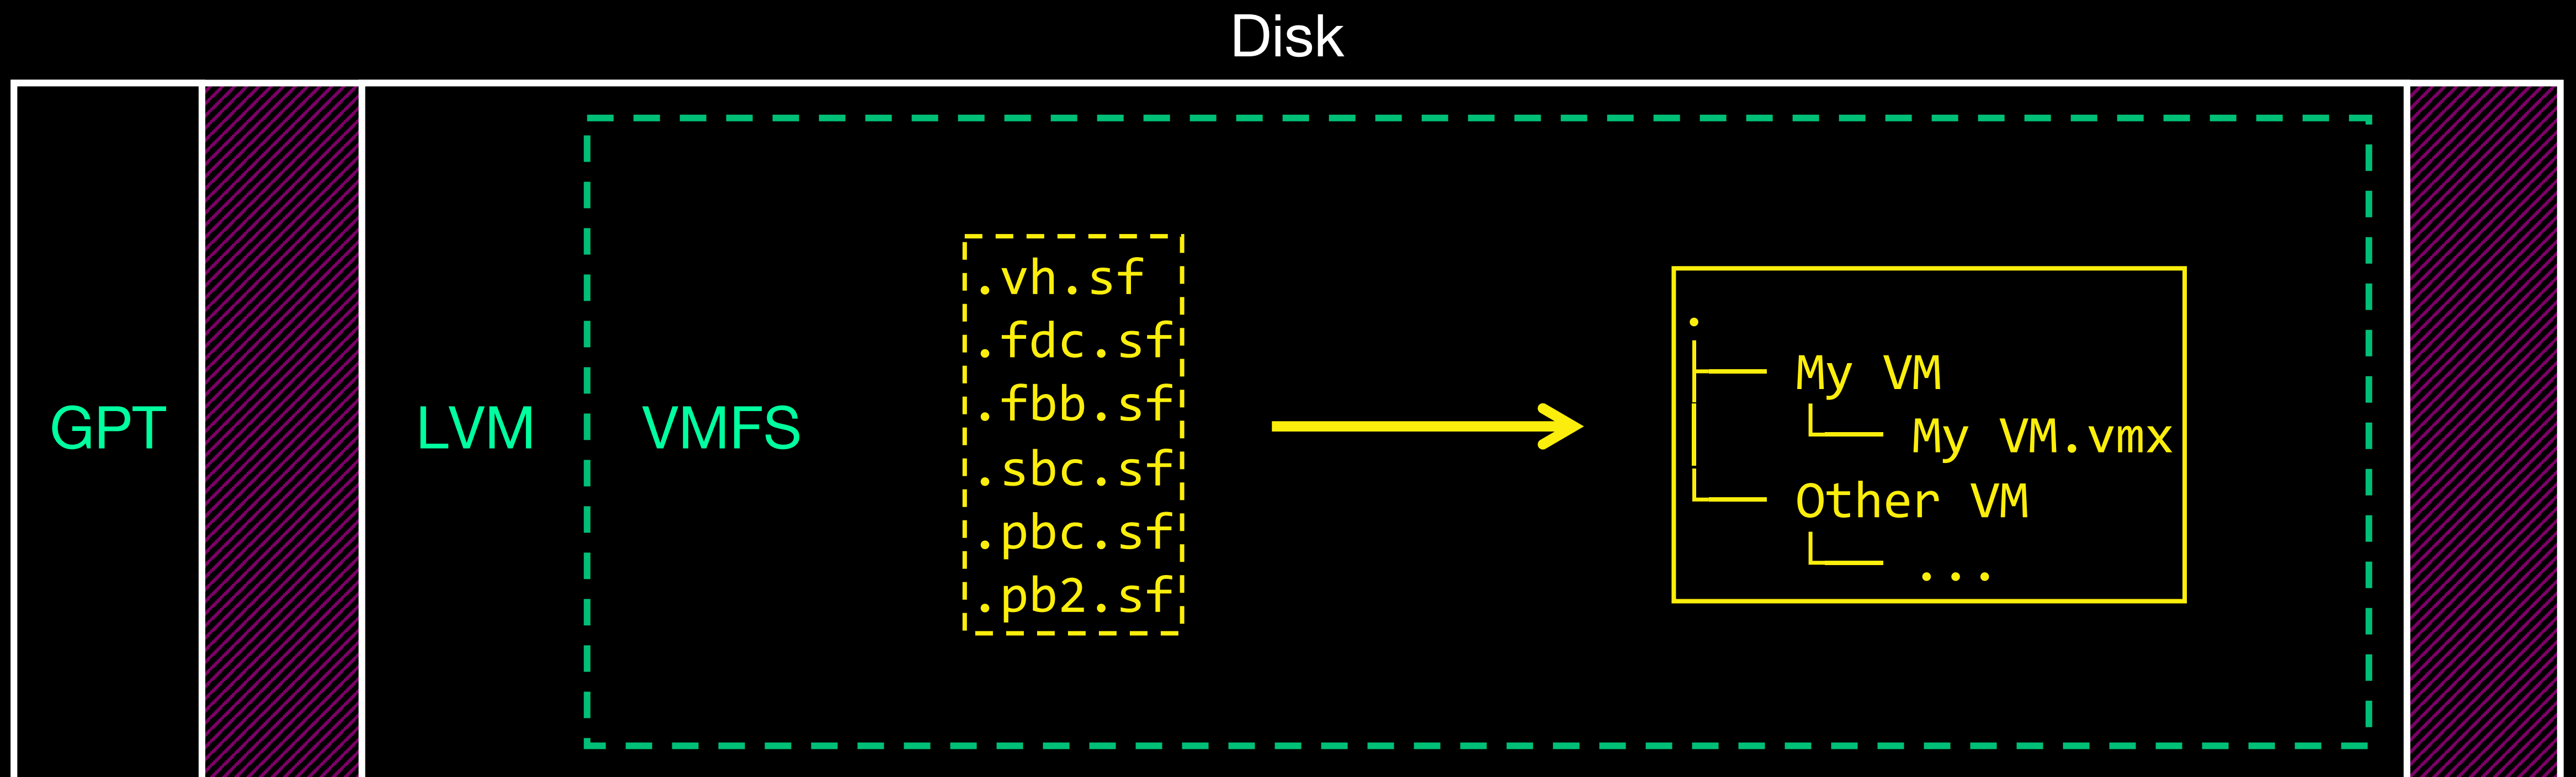 Disk
GPT
LVM
VMFS
.vh.sf
.fdc.sf
.fbb.sf
.sbc.sf
.pbc.sf
.pb2.sf
.
├── My VM
│   └── My VM.vmx
└── Other VM
    └── ...